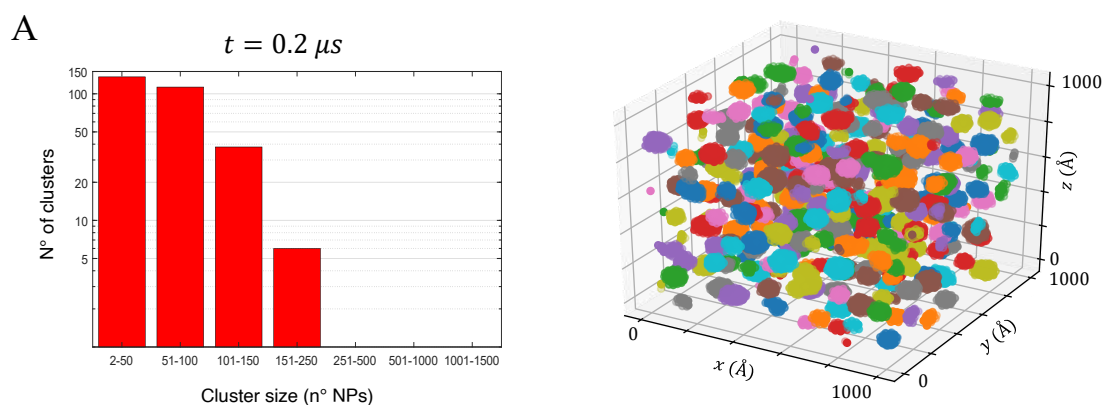 A
t = 0.2 μs
N° of clusters
150
100
50
20
10
5
2-50
51-100
101-150
151-250
251-500
501-1000
1001-1500
Cluster size (n° NPs)
0
x (Å)
1000
0
y (Å)
1000
0
z (Å)
1000